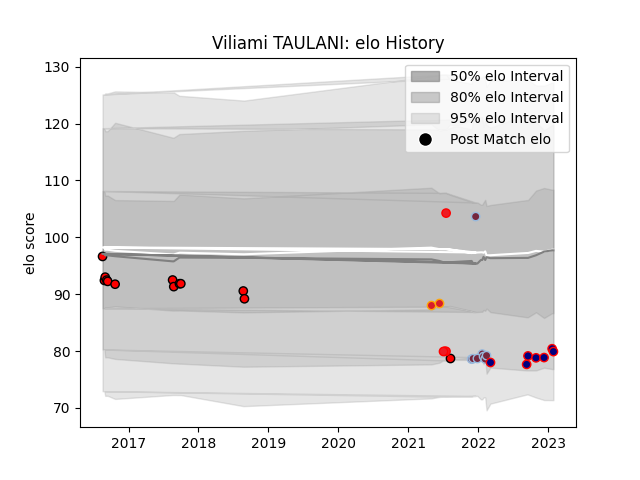 Viliami TAULANI: elo History
130
120
110
100
90
80
70
elo score
50% elo Interval
80% elo Interval
95% elo Interval
Post Match elo
2017
2018
2019
2020
2021
2022
2023